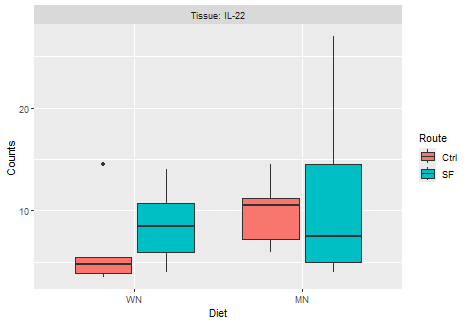 Tissue: IL-22
Counts
20
10
WN
MN
Diet
Route
Ctrl
SF